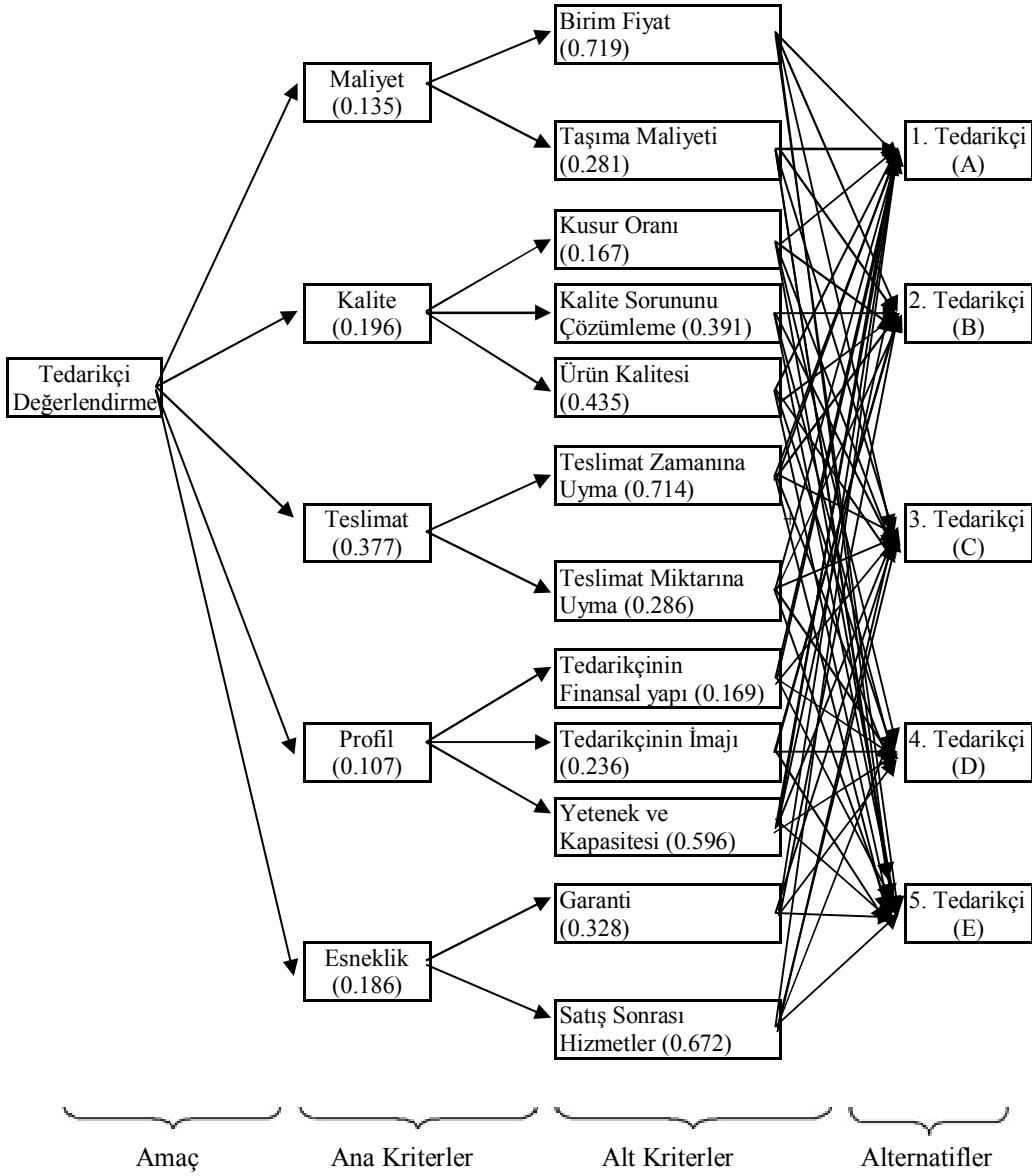 Tedarikçi
Değerlendirme
Maliyet
(0.135)
Kalite
(0.196)
Teslimat
(0.377)
Profil
(0.107)
Esneklik
(0.186)
Birim Fiyat
(0.719)
Taşıma Maliyeti
(0.281)
Kusur Oranı
(0.167)
Kalite Sorununu
Çözümleme (0.391)
Ürün Kalitesi
(0.435)
Teslimat Zamanına
Uyma (0.714)
Teslimat Miktarına
Uyma (0.286)
Tedarikçinin
Finansal yapı (0.169)
Tedarikçinin İmajı
(0.236)
Yetenek ve
Kapasitesi (0.596)
Garanti
(0.328)
Satış Sonrası
Hizmetler (0.672)
1. Tedarikçi
(A)
2. Tedarikçi
(B)
3. Tedarikçi
(C)
4. Tedarikçi
(D)
5. Tedarikçi
(E)
Amaç
Ana Kriterler
Alt Kriterler
Alternatifler